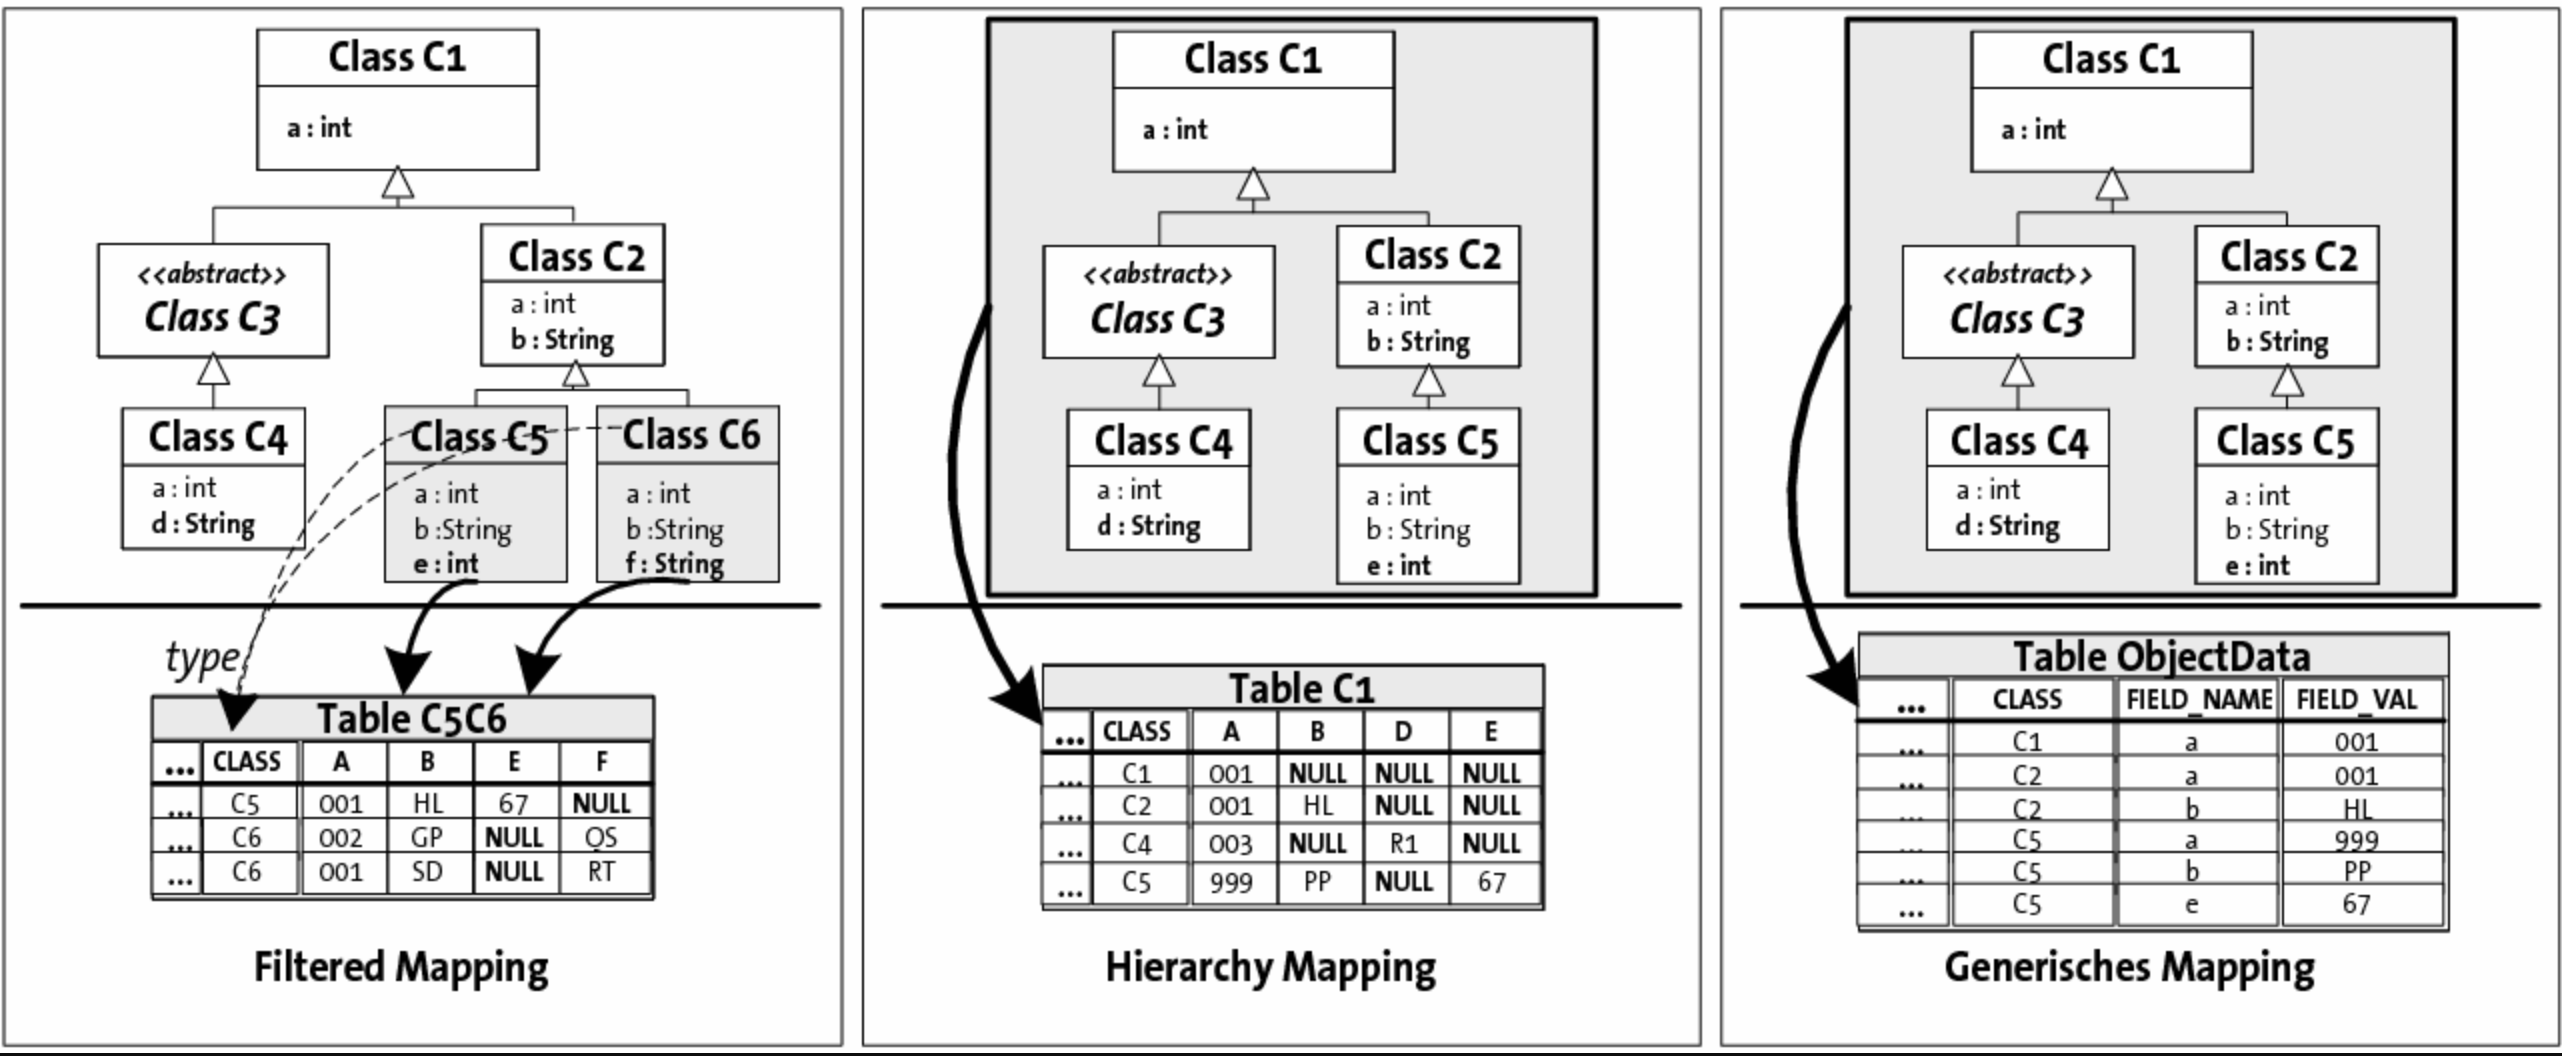 Class C1
a : int
<<abstract>>
Class C3
Class C2
a : int
b : String
Class C4
a : int
d : String
Class C5
a : int
b :String
e : int
Class C6
a : int
b :String
f : String
type
Table C5C6
... CLASS A B E F
... C5 001 HL 67 NULL
... C6 002 GP NULL QS
... C6 001 SD NULL RT
Filtered Mapping
Class C1
a : int
<<abstract>>
Class C3
Class C2
a : int
b : String
Class C4
a : int
d : String
Class C5
a : int
b : String
e : int
Table C1
... CLASS A B D E
... C1 001 NULL NULL NULL
... C2 001 HL NULL NULL
... C4 003 NULL R1 NULL
... C5 999 PP NULL 67
Hierarchy Mapping
Class C1
a : int
<<abstract>>
Class C3
Class C2
a : int
b : String
Class C4
a : int
d : String
Class C5
a : int
b : String
e : int
Table ObjectData
... CLASS FIELD_NAME FIELD_VAL
... C1 a 001
... C2 a 001
... C2 b HL
... C5 a 999
... C5 b PP
... C5 e 67
Generisches Mapping